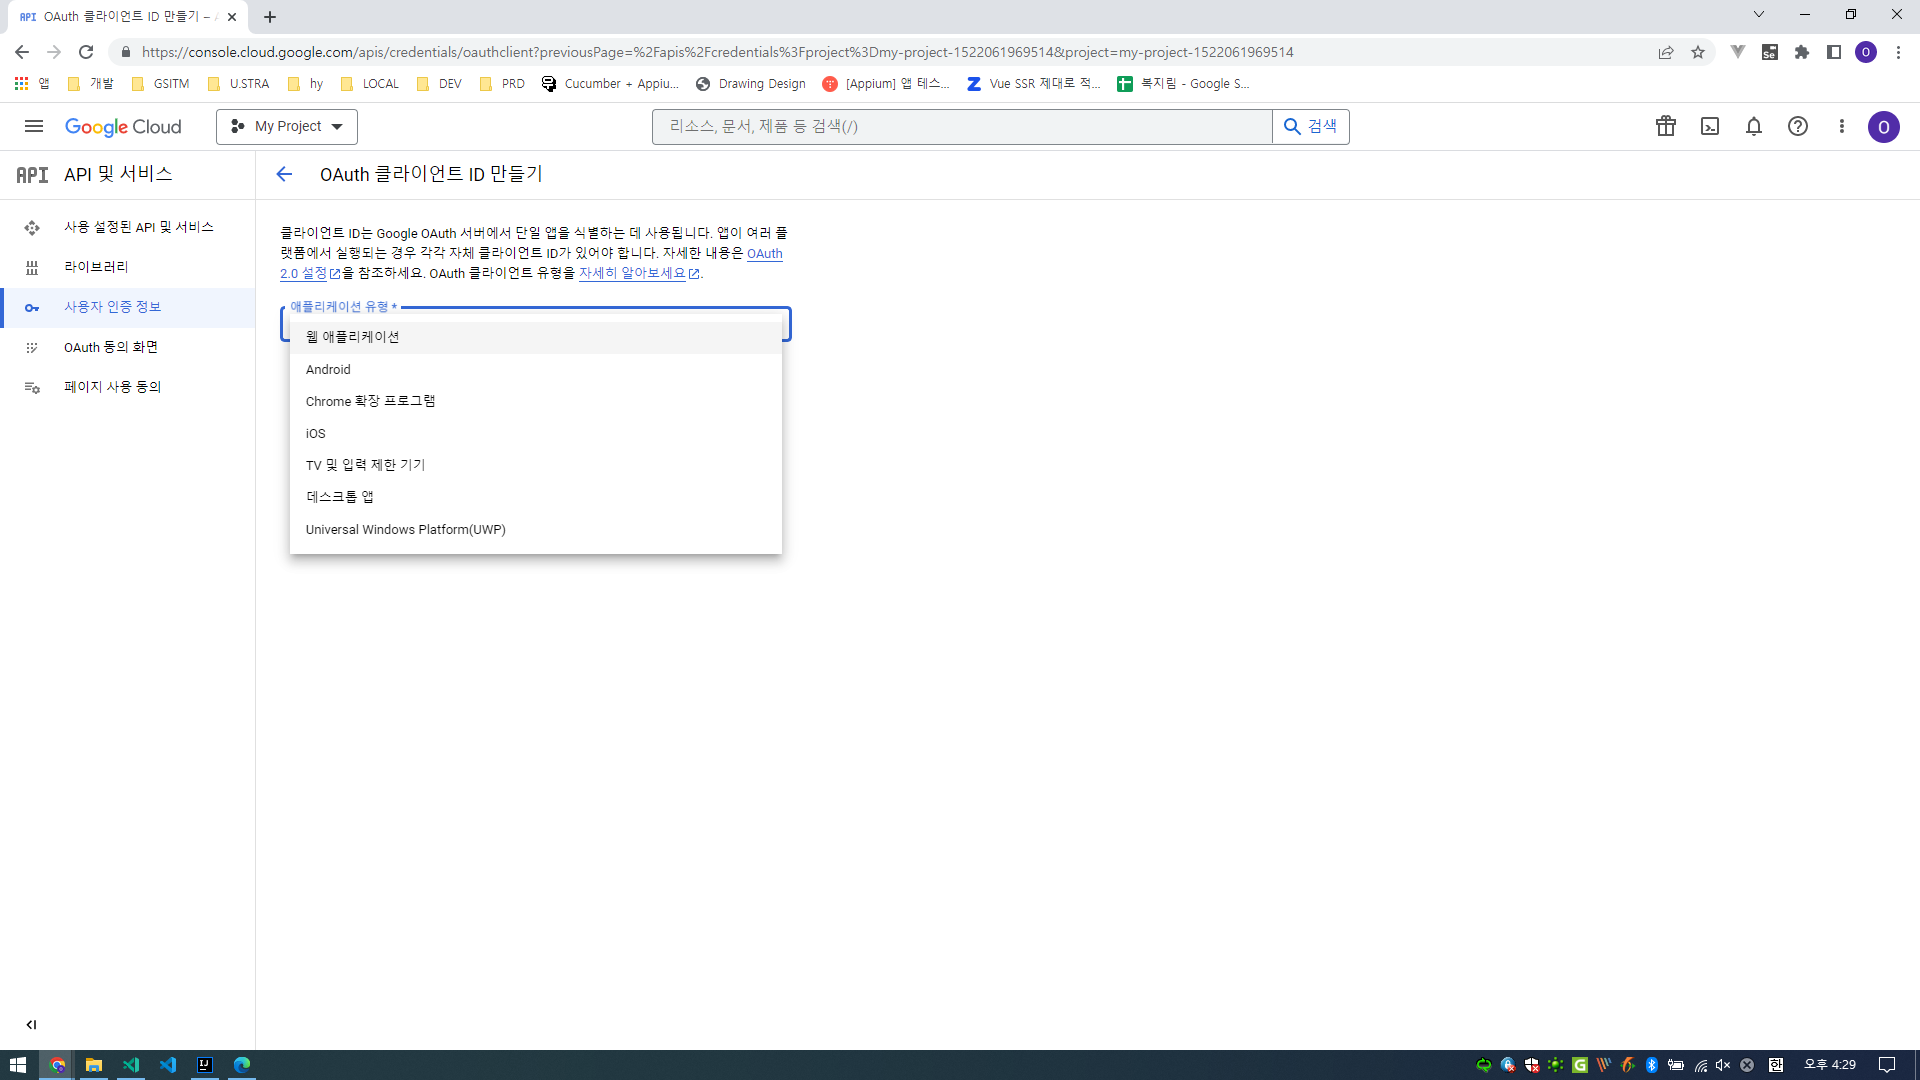 API OAuth 클라이언트 ID 만들기 –
https://console.cloud.google.com/apis/credentials/oauthclient?previousPage=%2Fapis%2Fcredentials%3Fproject%3Dmy-project-1522061969514&project=my-project-1522061969514
O
앱 개발 GSITM U.STRA hy LOCAL DEV PRD Cucumber + Appiu... Drawing Design [Appium] 앱 테스... Vue SSR 제대로 적... 복지림 - Google S...
Google Cloud My Project 리소스, 문서, 제품 등 검색(/) 검색 O
API API 및 서비스
OAuth 클라이언트 ID 만들기
사용 설정된 API 및 서비스
라이브러리
사용자 인증 정보
OAuth 동의 화면
페이지 사용 동의
클라이언트 ID는 Google OAuth 서버에서 단일 앱을 식별하는 데 사용됩니다. 앱이 여러 플
랫폼에서 실행되는 경우 각각 자체 클라이언트 ID가 있어야 합니다. 자세한 내용은 OAuth
2.0 설정을 참조하세요. OAuth 클라이언트 유형을 자세히 알아보세요.
애플리케이션 유형 *
웹 애플리케이션
Android
Chrome 확장 프로그램
iOS
TV 및 입력 제한 기기
데스크톱 앱
Universal Windows Platform(UWP)
한 오후 4:29